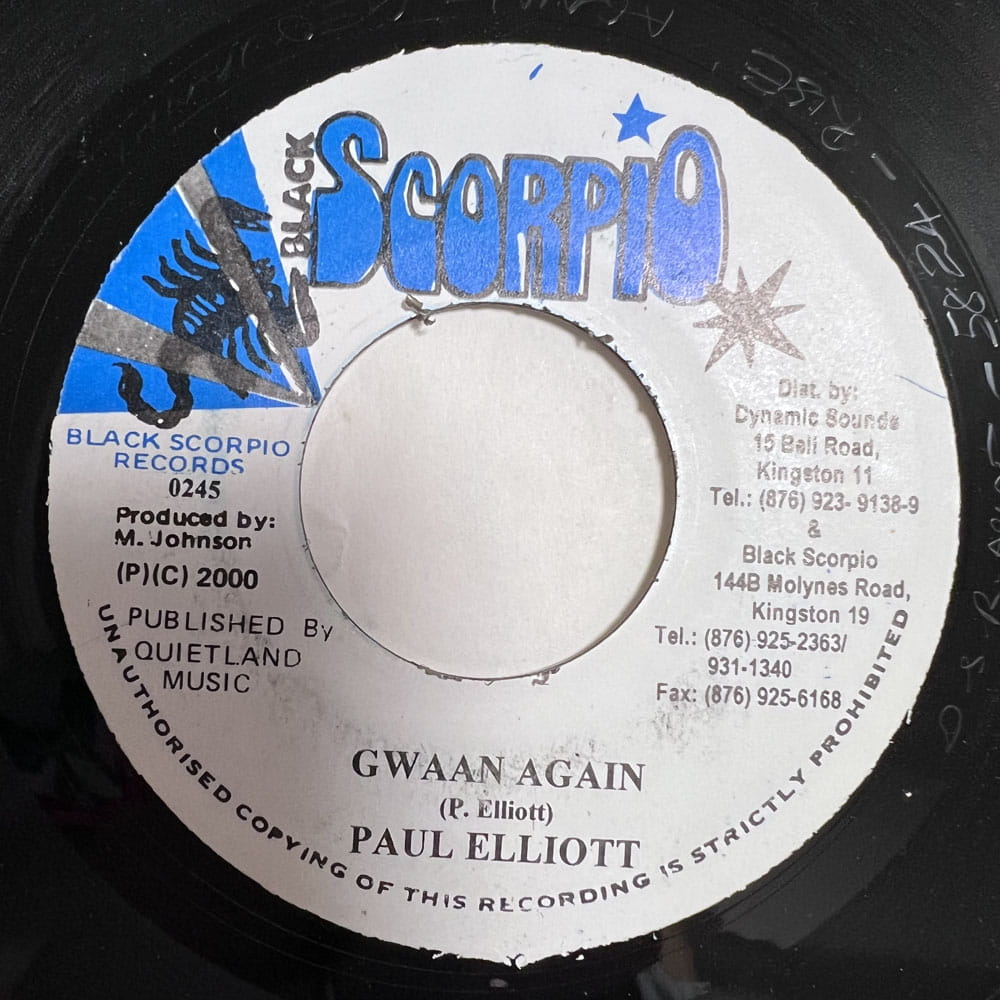 BLACK
SCORPIO
BLACK SCORPIO
RECORDS
0245
Produced by:
M. Johnson
(P)(C) 2000
PUBLISHED By
QUIETLAND
MUSIC
Dist. by:
Dynamic Sounds
15 Bell Road,
Kingston 11
Tel.: (876) 923- 9138-9
&
Black Scorpio
144B Molynes Road,
Kingston 19
Tel.: (876) 925-2363/
931-1340
Fax: (876) 925-6168
GWAAN AGAIN
(P. Elliott)
PAUL ELLIOTT
UNAUTHORISED COPYING OF THIS RECORDING IS STRICTLY PROHIBITED